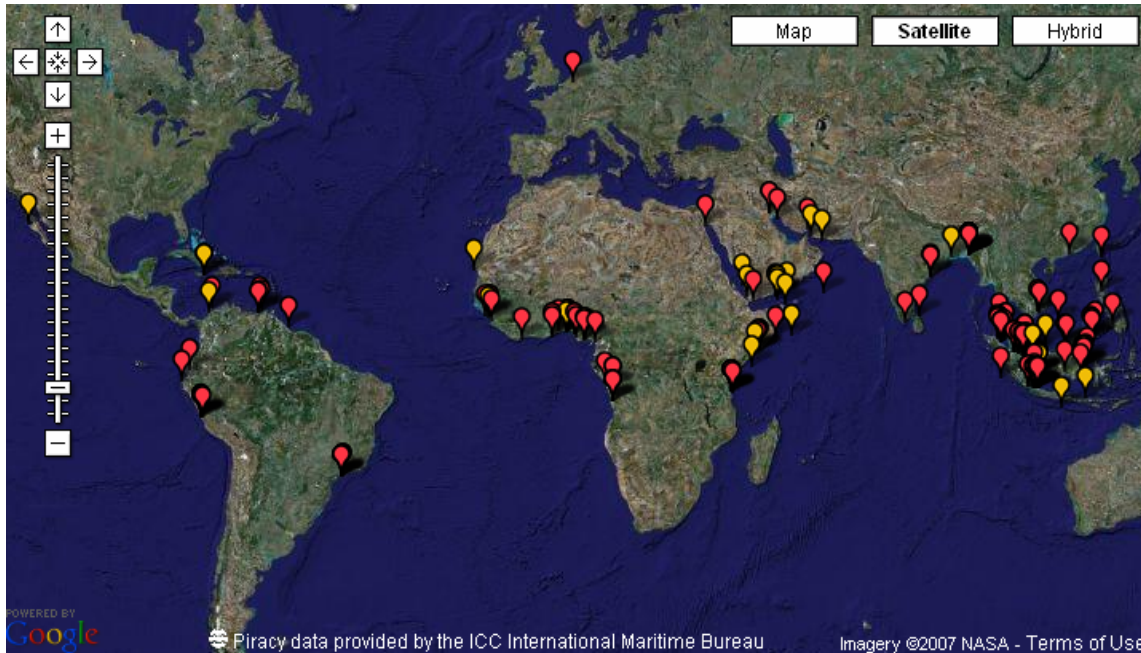 Map Satellite Hybrid
POWERED BY
Google
Piracy data provided by the ICC International Maritime Bureau
Imagery ©2007 NASA - Terms of Use